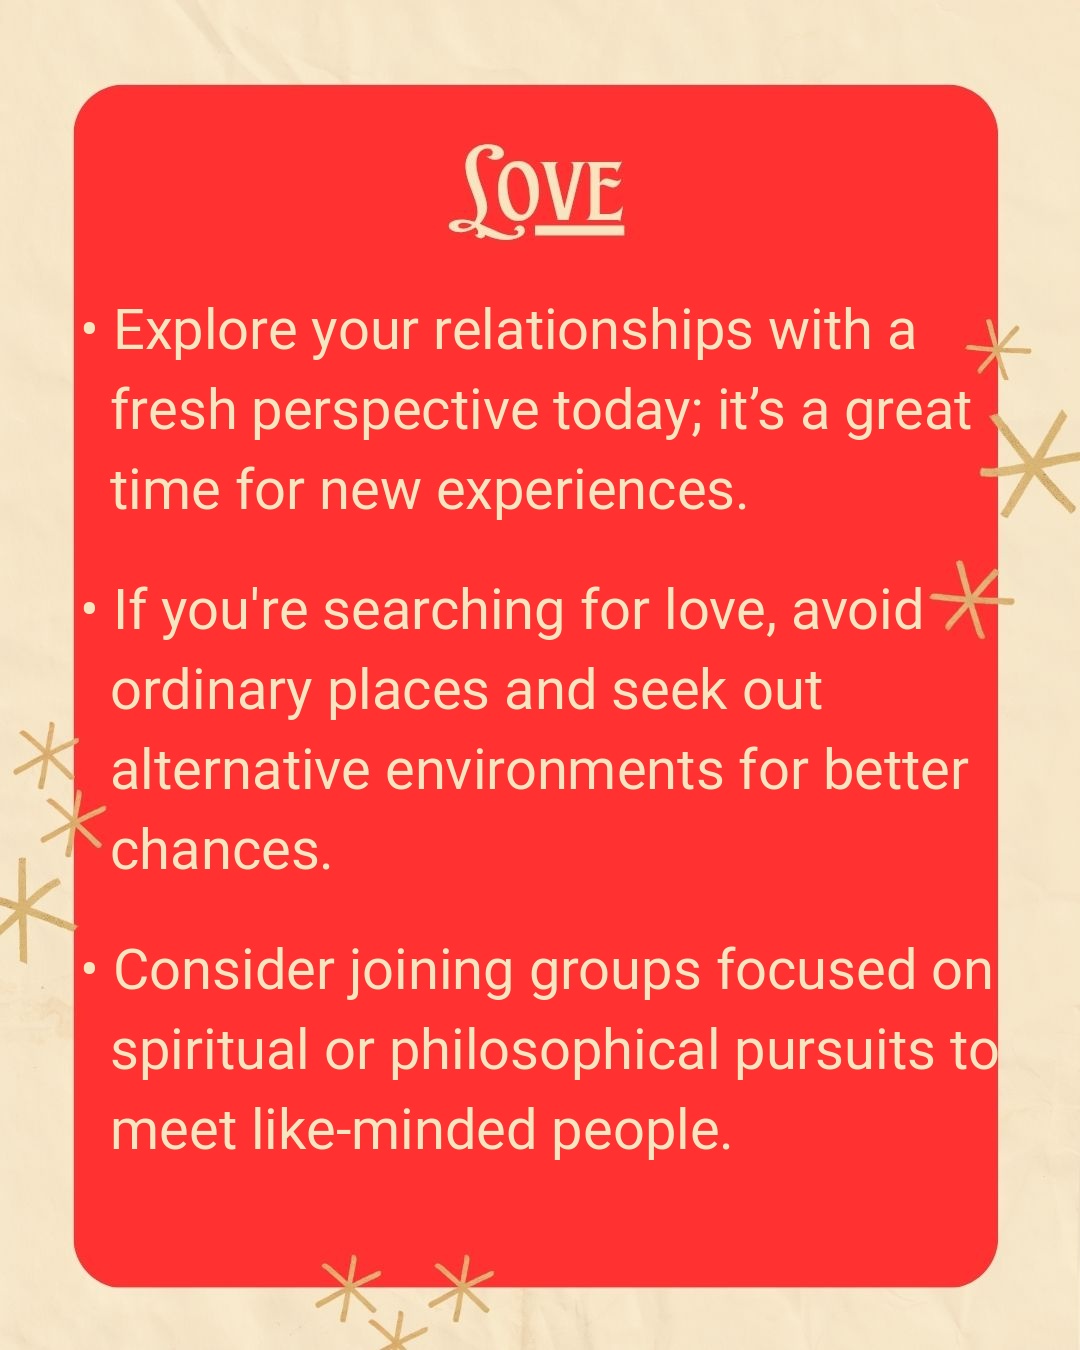 Love
• Explore your relationships with a
fresh perspective today; it’s a great
time for new experiences.
• If you're searching for love, avoid
ordinary places and seek out
alternative environments for better
chances.
• Consider joining groups focused on
spiritual or philosophical pursuits to
meet like-minded people.